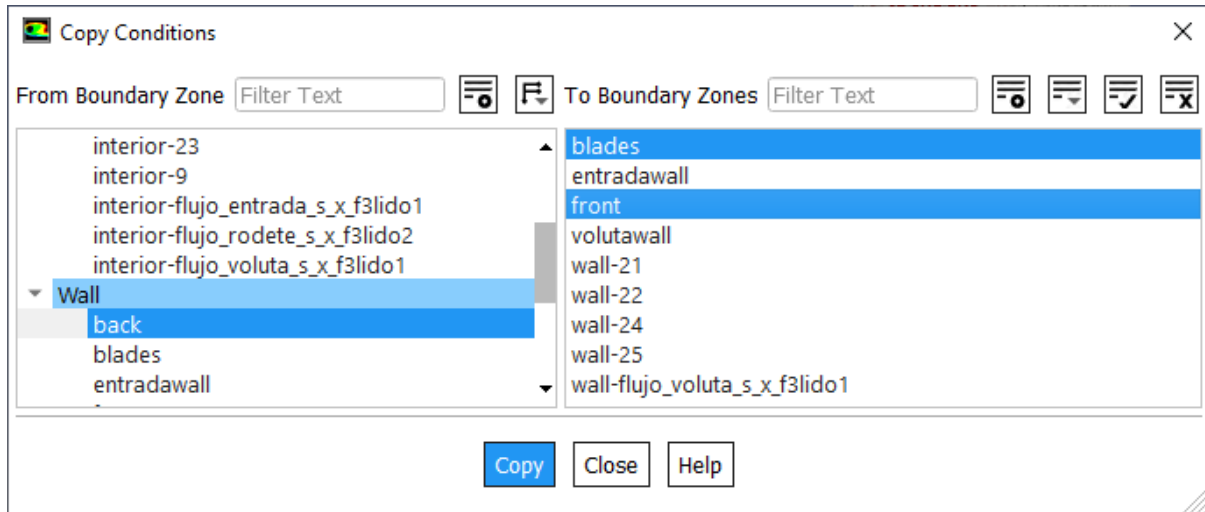 Copy Conditions
From Boundary Zone Filter Text To Boundary Zones Filter Text
interior-23
interior-9
interior-flujo_entrada_s_x_f3lido1
interior-flujo_rodete_s_x_f3lido2
interior-flujo_voluta_s_x_f3lido1
Wall
back
blades
entradawall
blades
entradawall
front
volutawall
wall-21
wall-22
wall-24
wall-25
wall-flujo_voluta_s_x_f3lido1
Copy Close Help